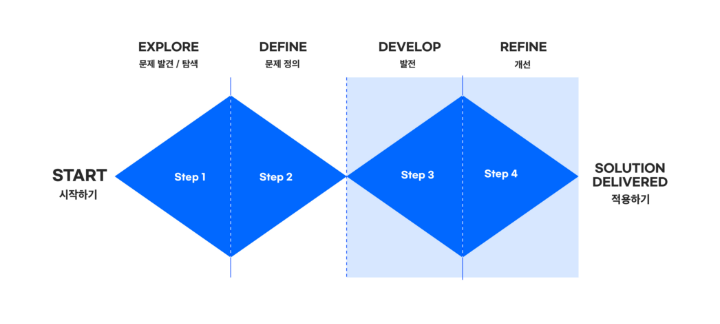 EXPLORE
문제 발견 / 탐색
DEFINE
문제 정의
DEVELOP
발전
REFINE
개선
START
시작하기
Step 1
Step 2
Step 3
Step 4
SOLUTION
DELIVERED
적용하기